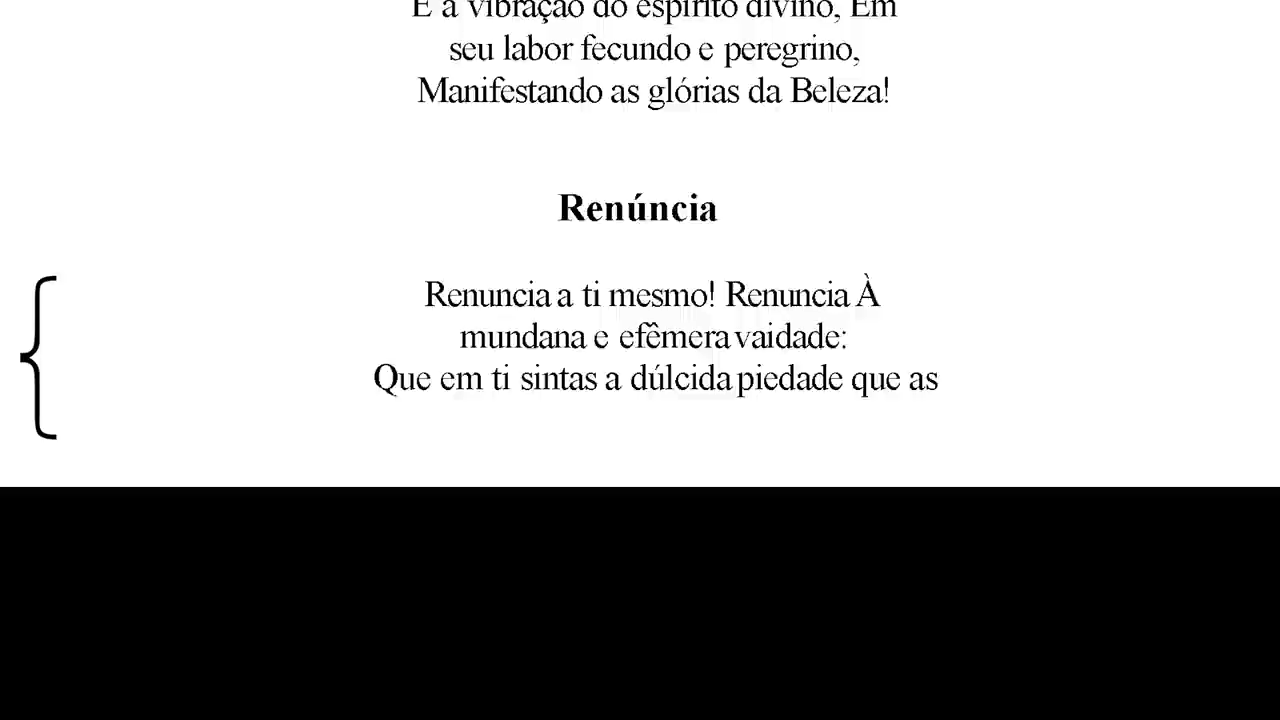 É a vibração do espírito divino, Em
seu labor fecundo e peregrino,
Manifestando as glórias da Beleza!
Renúncia
Renuncia a ti mesmo! Renuncia À
mundana e efêmera vaidade:
Que em ti sintas a dúlcida piedade que as